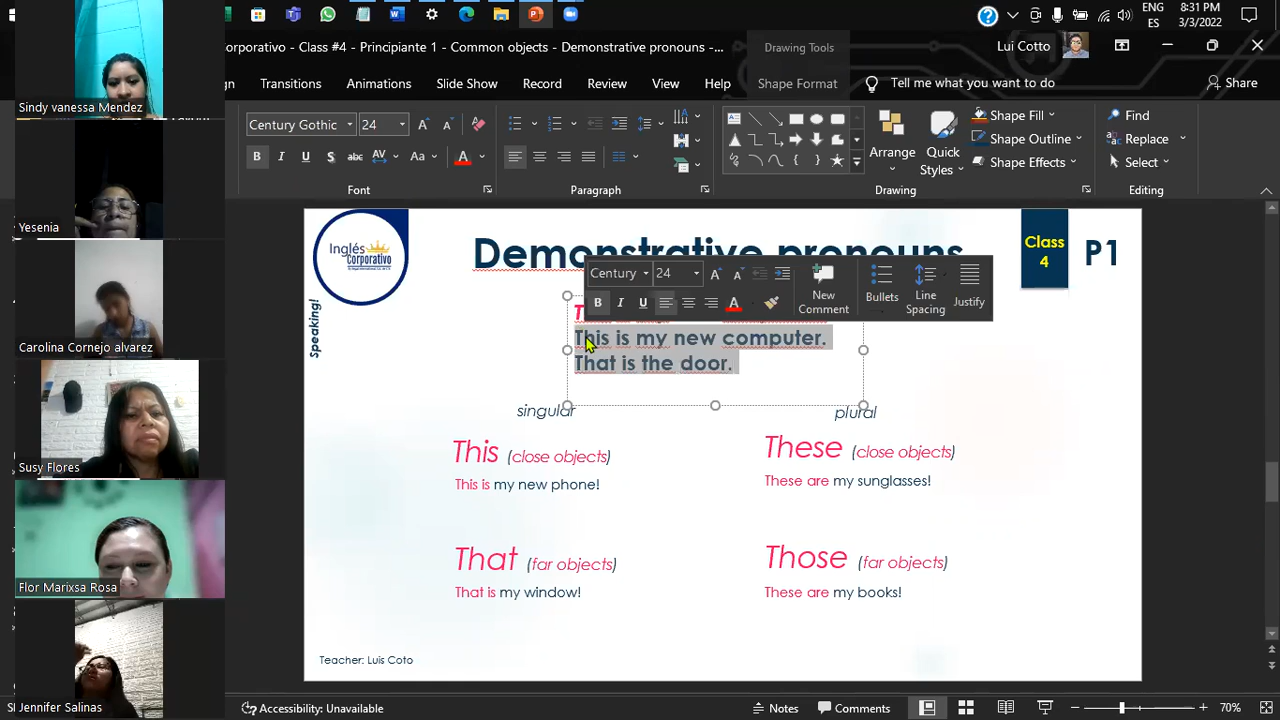 ENG
ES
8:31 PM
3/3/2022
orporativo - Class #4 - Principiante 1 - Common objects - Demonstrative pronouns -...
Drawing Tools
Lui Cotto
Transitions
Animations
Slide Show
Record
Review
View
Help
Shape Format
Tell me what you want to do
Share
Century Gothic
24
Arrange
Quick
Styles
Shape Fill
Shape Outline
Shape Effects
Find
Replace
Select
Font
Paragraph
Drawing
Editing
Sindy vanessa Mendez
Yesenia
Carolina Cornejo alvarez
Susy Flores
Flor Marixsa Rosa
Jennifer Salinas
Inglés
Corporativo
Demonstrative pronouns
Class
4
P1
Century
24
New
Comment
Bullets
Line
Spacing
Justify
Speaking!
This is my new computer.
That is the door.
singular
plural
This (close objects)
This is my new phone!
These (close objects)
These are my sunglasses!
That (far objects)
That is my window!
Those (far objects)
These are my books!
Teacher: Luis Coto
Accessibility: Unavailable
Notes
Comments
70%